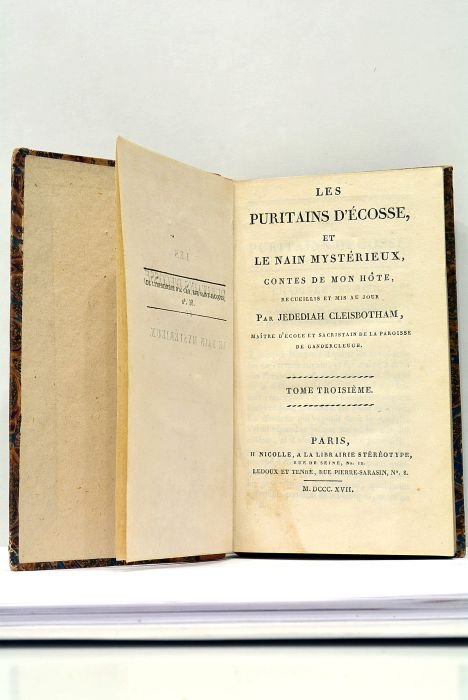 LES
PURITAINS D'ÉCOSSE,
ET
LE NAIN MYSTÉRIEUX,
CONTES DE MON HÔTE,
RECUEILLIS ET MIS AU JOUR
PAR JEDEDIAH CLEISBOTHAM,
MAÎTRE D'ÉCOLE ET SACRISTAIN DE LA PAROISSE
DE GANDERCLEUGH.
TOME TROISIÈME.
PARIS,
H NICOLLE, A LA LIBRAIRIE STÉRÉOTYPE,
RUE DE SEINE, No. 12.
LEDOUX ET TENRÉ, RUE PIERRE-SARASIN, N°. 8.
M. DCCC. XVII.